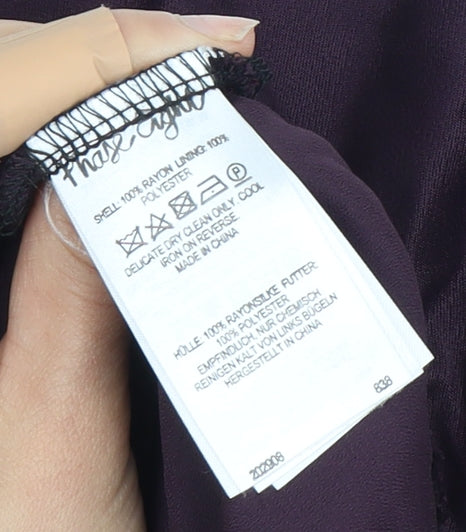 Phase Eight
SHELL: 100% RAYON LINING: 100%
POLYESTER
P
DELICATE DRY CLEAN ONLY. COOL
IRON ON REVERSE
MADE IN CHINA
HÜLLE: 100% RAYONSILKE FUTTER:
100% POLYESTER
EMPFINDLICH, NUR CHEMISCH
REINIGEN KALT VON LINKS BÜGELN
HERGESTELLT IN CHINA
202908
838